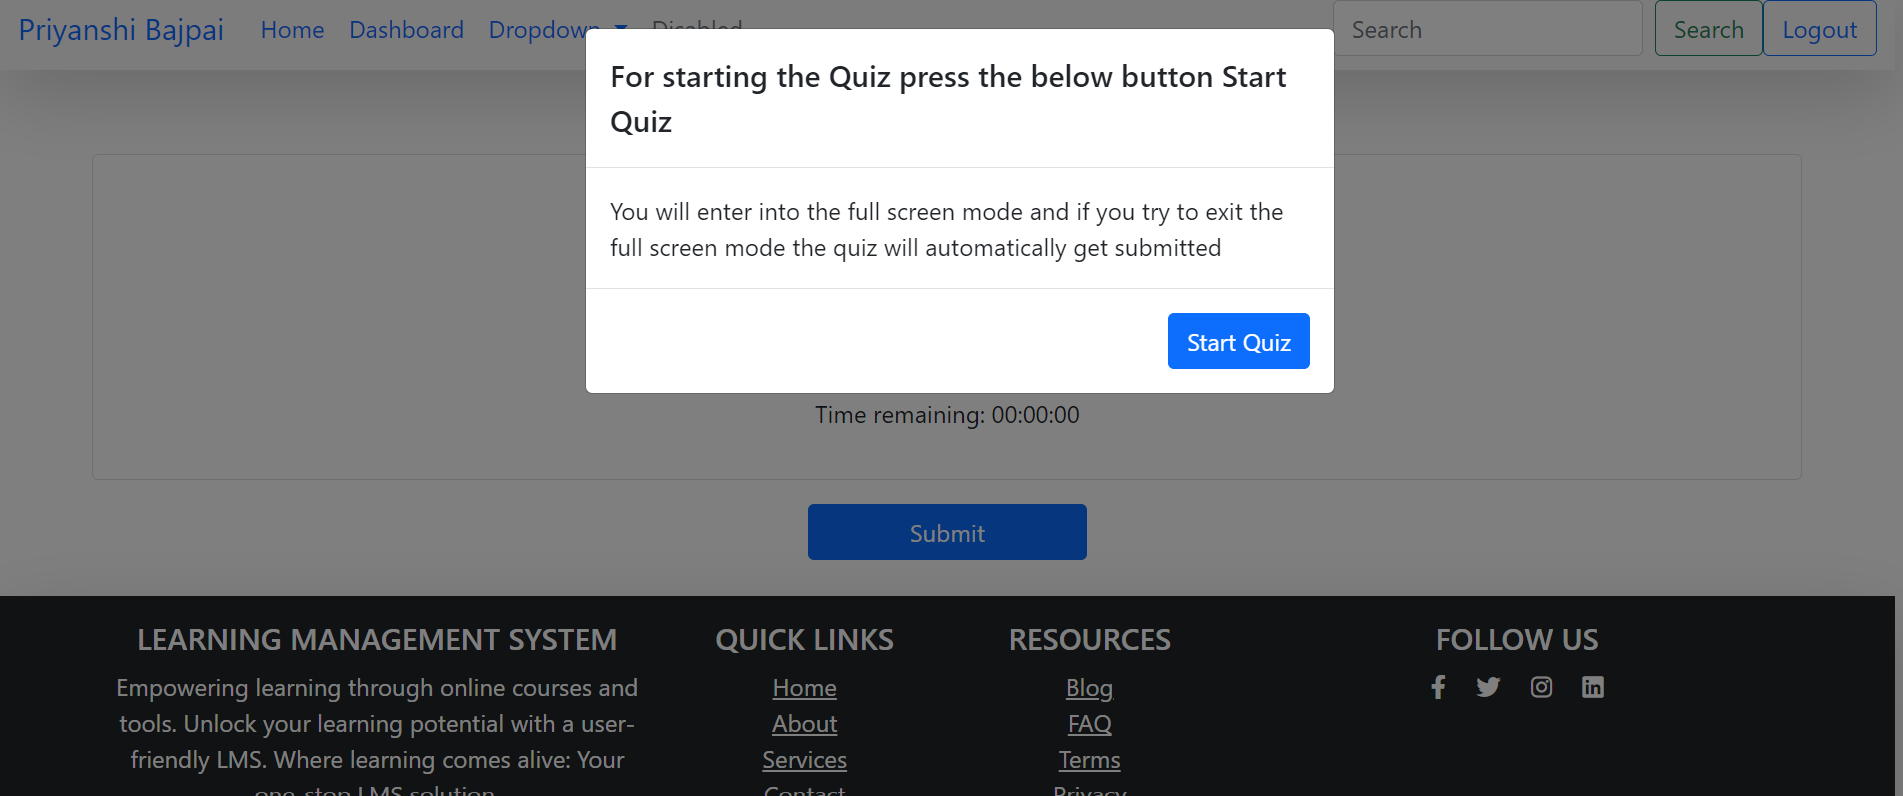 Priyanshi Bajpai Home Dashboard Dropdown Disabled Search Search Logout
For starting the Quiz press the below button Start
Quiz
You will enter into the full screen mode and if you try to exit the
full screen mode the quiz will automatically get submitted
Start Quiz
Time remaining: 00:00:00
Submit
LEARNING MANAGEMENT SYSTEM
Empowering learning through online courses and
tools. Unlock your learning potential with a user-
friendly LMS. Where learning comes alive: Your
one-stop LMS solution
QUICK LINKS
Home
About
Services
Contact
RESOURCES
Blog
FAQ
Terms
Privacy
FOLLOW US